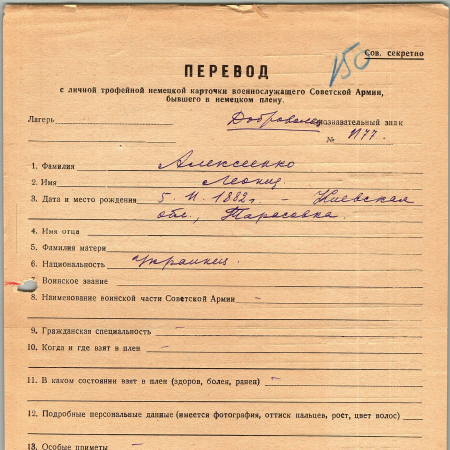 150
Сов. секретно
ПЕРЕВОД
с личной трофейной немецкой карточки военнослужащего Советской Армии,
бывшего в немецком плену.
Лагерь Доброволец Опознавательный знак
№ 1177.
1. Фамилия Алексеенко
2. Имя Леонид.
3. Дата и место рождения 5. II. 1882 г. – Киевская
обл., Тарасовка.
4. Имя отца
5. Фамилия матери
6. Национальность украинец.
7. Воинское звание
8. Наименование воинской части Советской Армии –
9. Гражданская специальность –
10. Когда и где взят в плен –
11. В каком состоянии взят в плен (здоров, болен, ранен) –
12. Подробные персональные данные (имеется фотография, оттиск пальцев, рост, цвет волос)
13. Особые приметы –